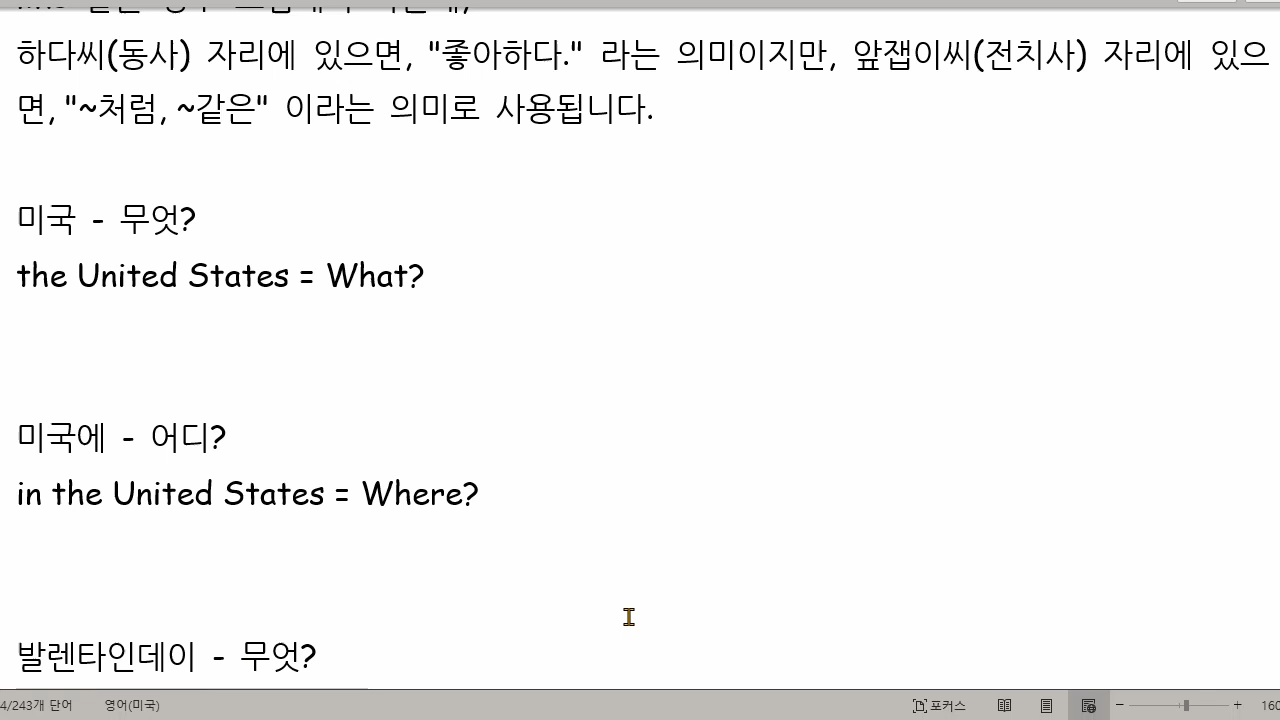 하다씨(동사) 자리에 있으면, "좋아하다." 라는 의미이지만, 앞잽이씨(전치사) 자리에 있으
면, "~처럼, ~같은" 이라는 의미로 사용됩니다.
미국 - 무엇?
the United States = What?
미국에 - 어디?
in the United States = Where?
발렌타인데이 - 무엇?
4/243개 단어 영어(미국) 포커스 160